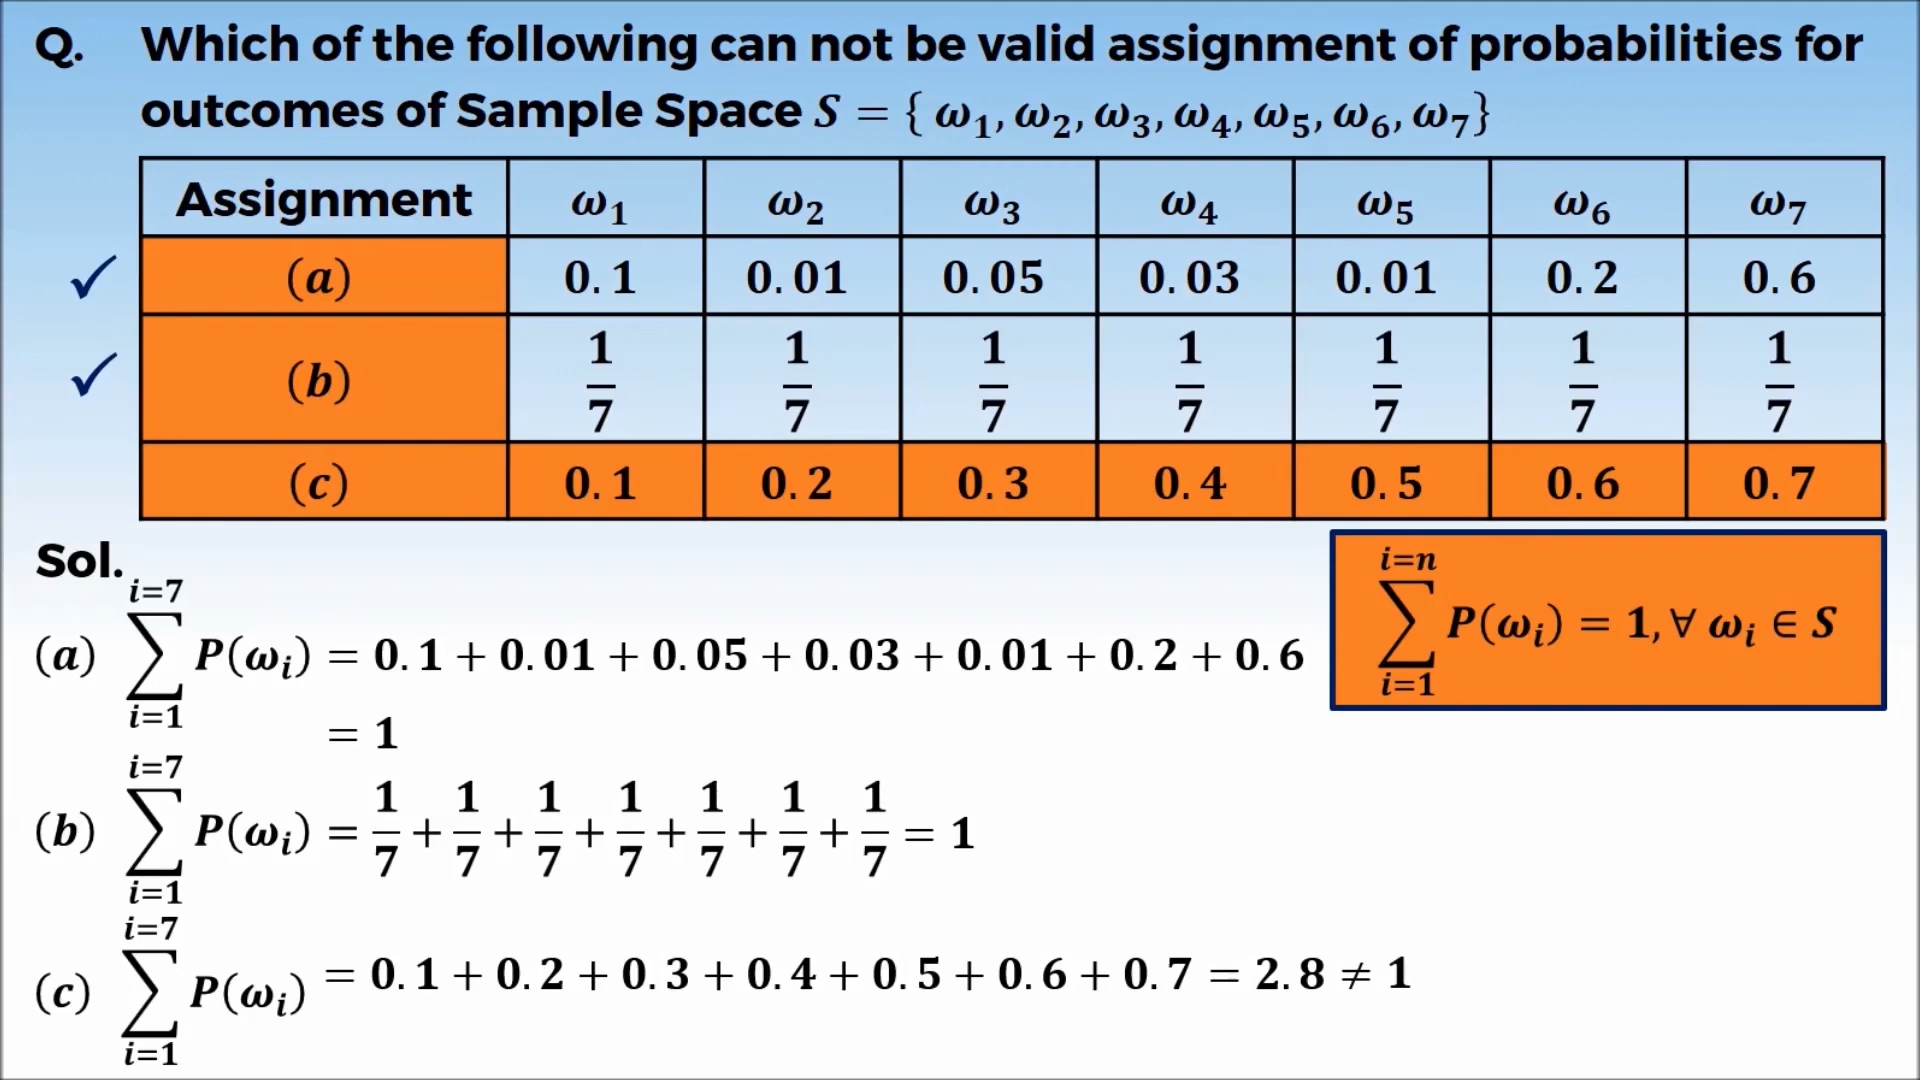 Q. Which of the following can not be valid assignment of probabilities for
outcomes of Sample Space S = { ω₁, ω₂, ω₃, ω₄, ω₅, ω₆, ω₇}
Assignment ω₁ ω₂ ω₃ ω₄ ω₅ ω₆ ω₇
✓ (a) 0.1 0.01 0.05 0.03 0.01 0.2 0.6
✓ (b) 1/7 1/7 1/7 1/7 1/7 1/7 1/7
(c) 0.1 0.2 0.3 0.4 0.5 0.6 0.7
Sol.
i=n
∑ P(ωᵢ) = 1, ∀ ωᵢ ∈ S
i=1
i=7
(a) ∑ P(ωᵢ) = 0.1 + 0.01 + 0.05 + 0.03 + 0.01 + 0.2 + 0.6
i=1
= 1
i=7
(b) ∑ P(ωᵢ) = 1/7 + 1/7 + 1/7 + 1/7 + 1/7 + 1/7 + 1/7 = 1
i=1
i=7
(c) ∑ P(ωᵢ) = 0.1 + 0.2 + 0.3 + 0.4 + 0.5 + 0.6 + 0.7 = 2.8 ≠ 1
i=1